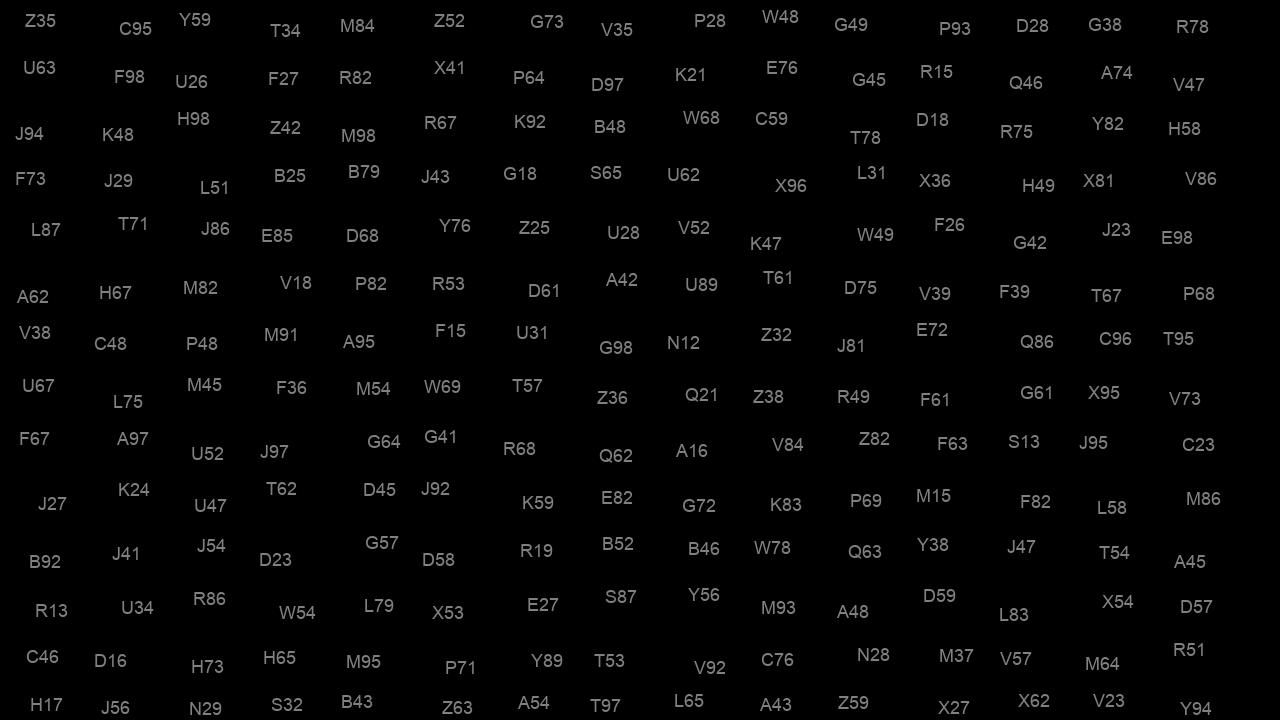 Z35 C95 Y59 T34 M84 Z52 G73 V35 P28 W48 G49 P93 D28 G38 R78
U63 F98 U26 F27 R82 X41 P64 D97 K21 E76 G45 R15 Q46 A74 V47
J94 K48 H98 Z42 M98 R67 K92 B48 W68 C59 T78 D18 R75 Y82 H58
F73 J29 L51 B25 B79 J43 G18 S65 U62 X96 L31 X36 H49 X81 V86
L87 T71 J86 E85 D68 Y76 Z25 U28 V52 K47 W49 F26 G42 J23 E98
A62 H67 M82 V18 P82 R53 D61 A42 U89 T61 D75 V39 F39 T67 P68
V38 C48 P48 M91 A95 F15 U31 G98 N12 Z32 J81 E72 Q86 C96 T95
U67 L75 M45 F36 M54 W69 T57 Z36 Q21 Z38 R49 F61 G61 X95 V73
F67 A97 U52 J97 G64 G41 R68 Q62 A16 V84 Z82 F63 S13 J95 C23
J27 K24 U47 T62 D45 J92 K59 E82 G72 K83 P69 M15 F82 L58 M86
B92 J41 J54 D23 G57 D58 R19 B52 B46 W78 Q63 Y38 J47 T54 A45
R13 U34 R86 W54 L79 X53 E27 S87 Y56 M93 A48 D59 L83 X54 D57
C46 D16 H73 H65 M95 P71 Y89 T53 V92 C76 N28 M37 V57 M64 R51
H17 J56 N29 S32 B43 Z63 A54 T97 L65 A43 Z59 X27 X62 V23 Y94